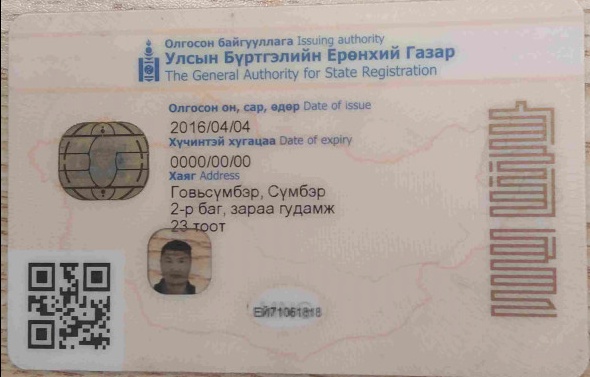 Олгосон байгууллага Issuing authority
Улсын Бүртгэлийн Ерөнхий Газар
The General Authority for State Registration
Олгосон он, сар, өдөр Date of issue
2016/04/04
Хүчинтэй хугацаа Date of expiry
0000/00/00
Хаяг Address
Говьсүмбэр, Сүмбэр
2-р баг, зараа гудамж
23 тоот
ЕЙ71061818